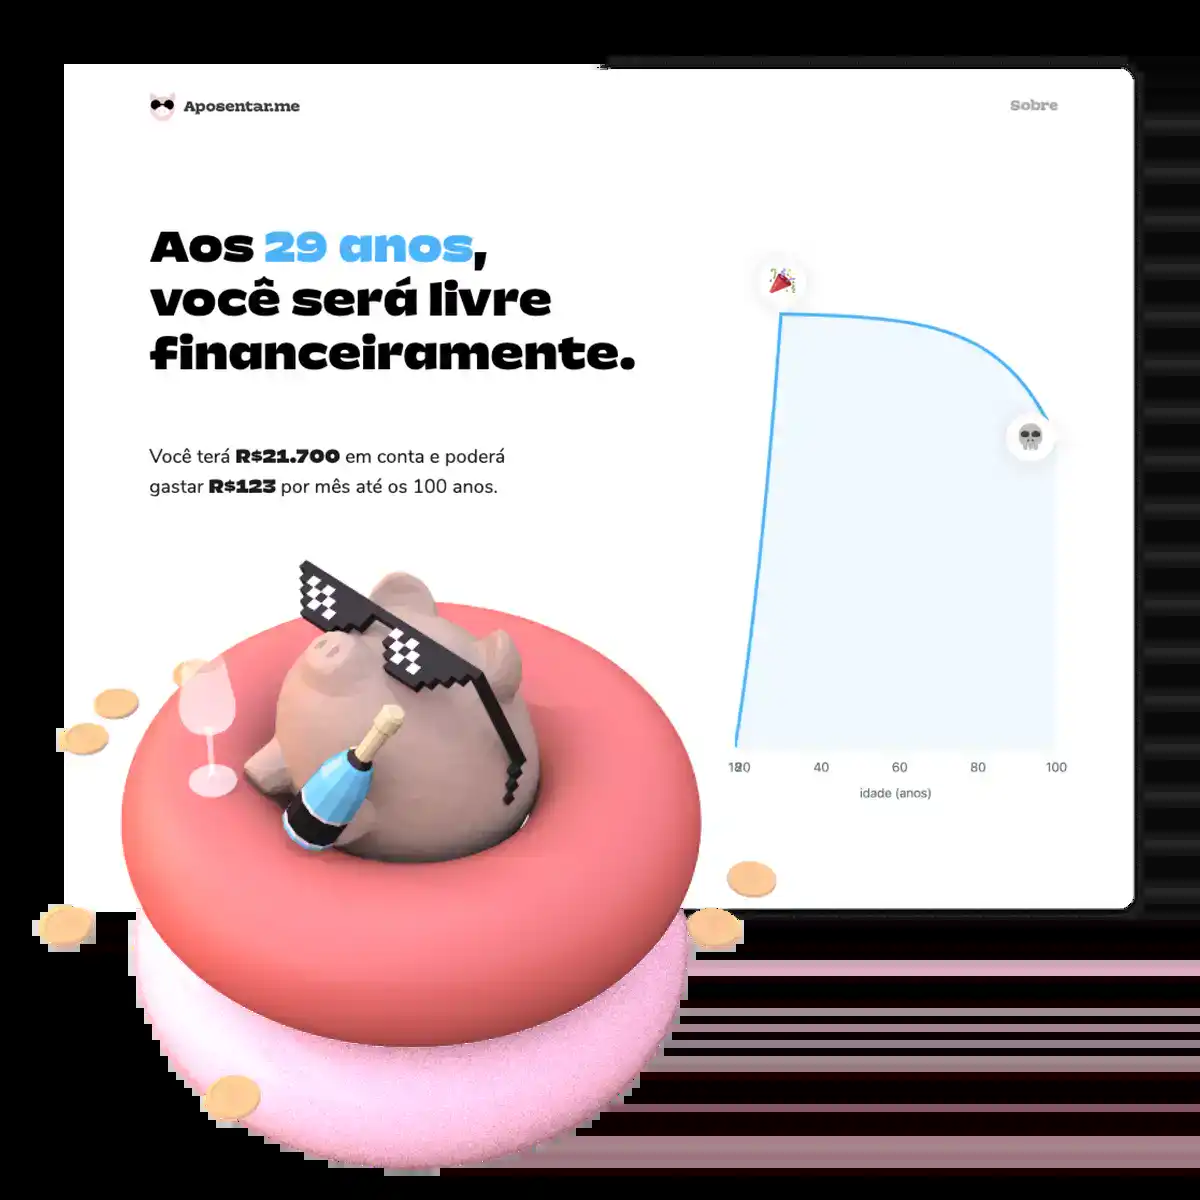 Aposentar.me
Sobre
Aos 29 anos,
você será livre
financeiramente.
Você terá R$21.700 em conta e poderá
gastar R$123 por mês até os 100 anos.
40 60 80 100
idade (anos)